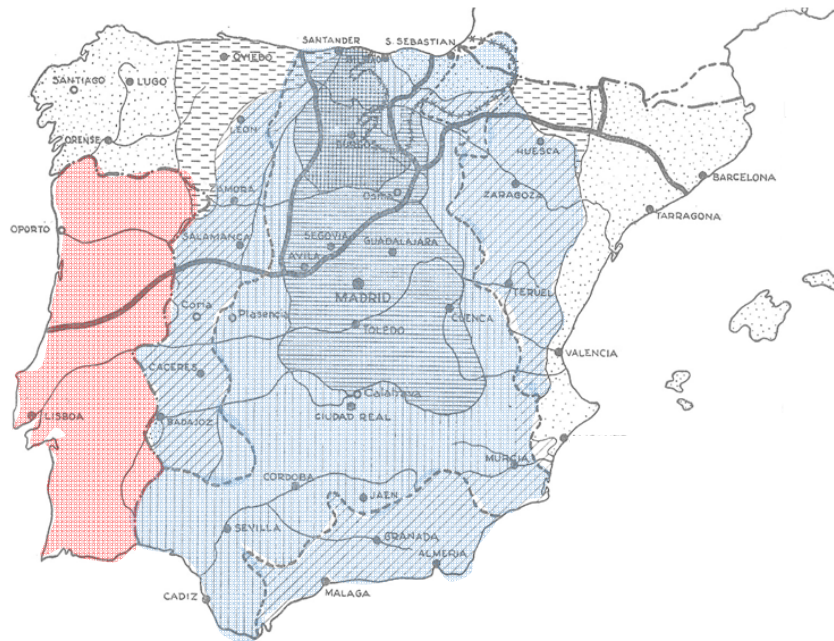 SANTANDER
S. SEBASTIAN
OVIEDO
BILBAO
SANTIAGO
LUGO
LEON
ORENSE
BURGOS
HUESCA
BARCELONA
ZAMORA
Osma
ZARAGOZA
TARRAGONA
OPORTO
SALAMANCA
SEGOVIA
GUADALAJARA
AVILA
TERUEL
MADRID
Coria
Plasencia
CUENCA
TOLEDO
VALENCIA
CACERES
Calatrava
LISBOA
BADAJOZ
CIUDAD REAL
MURCIA
CORDOBA
JAEN
SEVILLA
GRANADA
ALMERIA
CADIZ
MALAGA